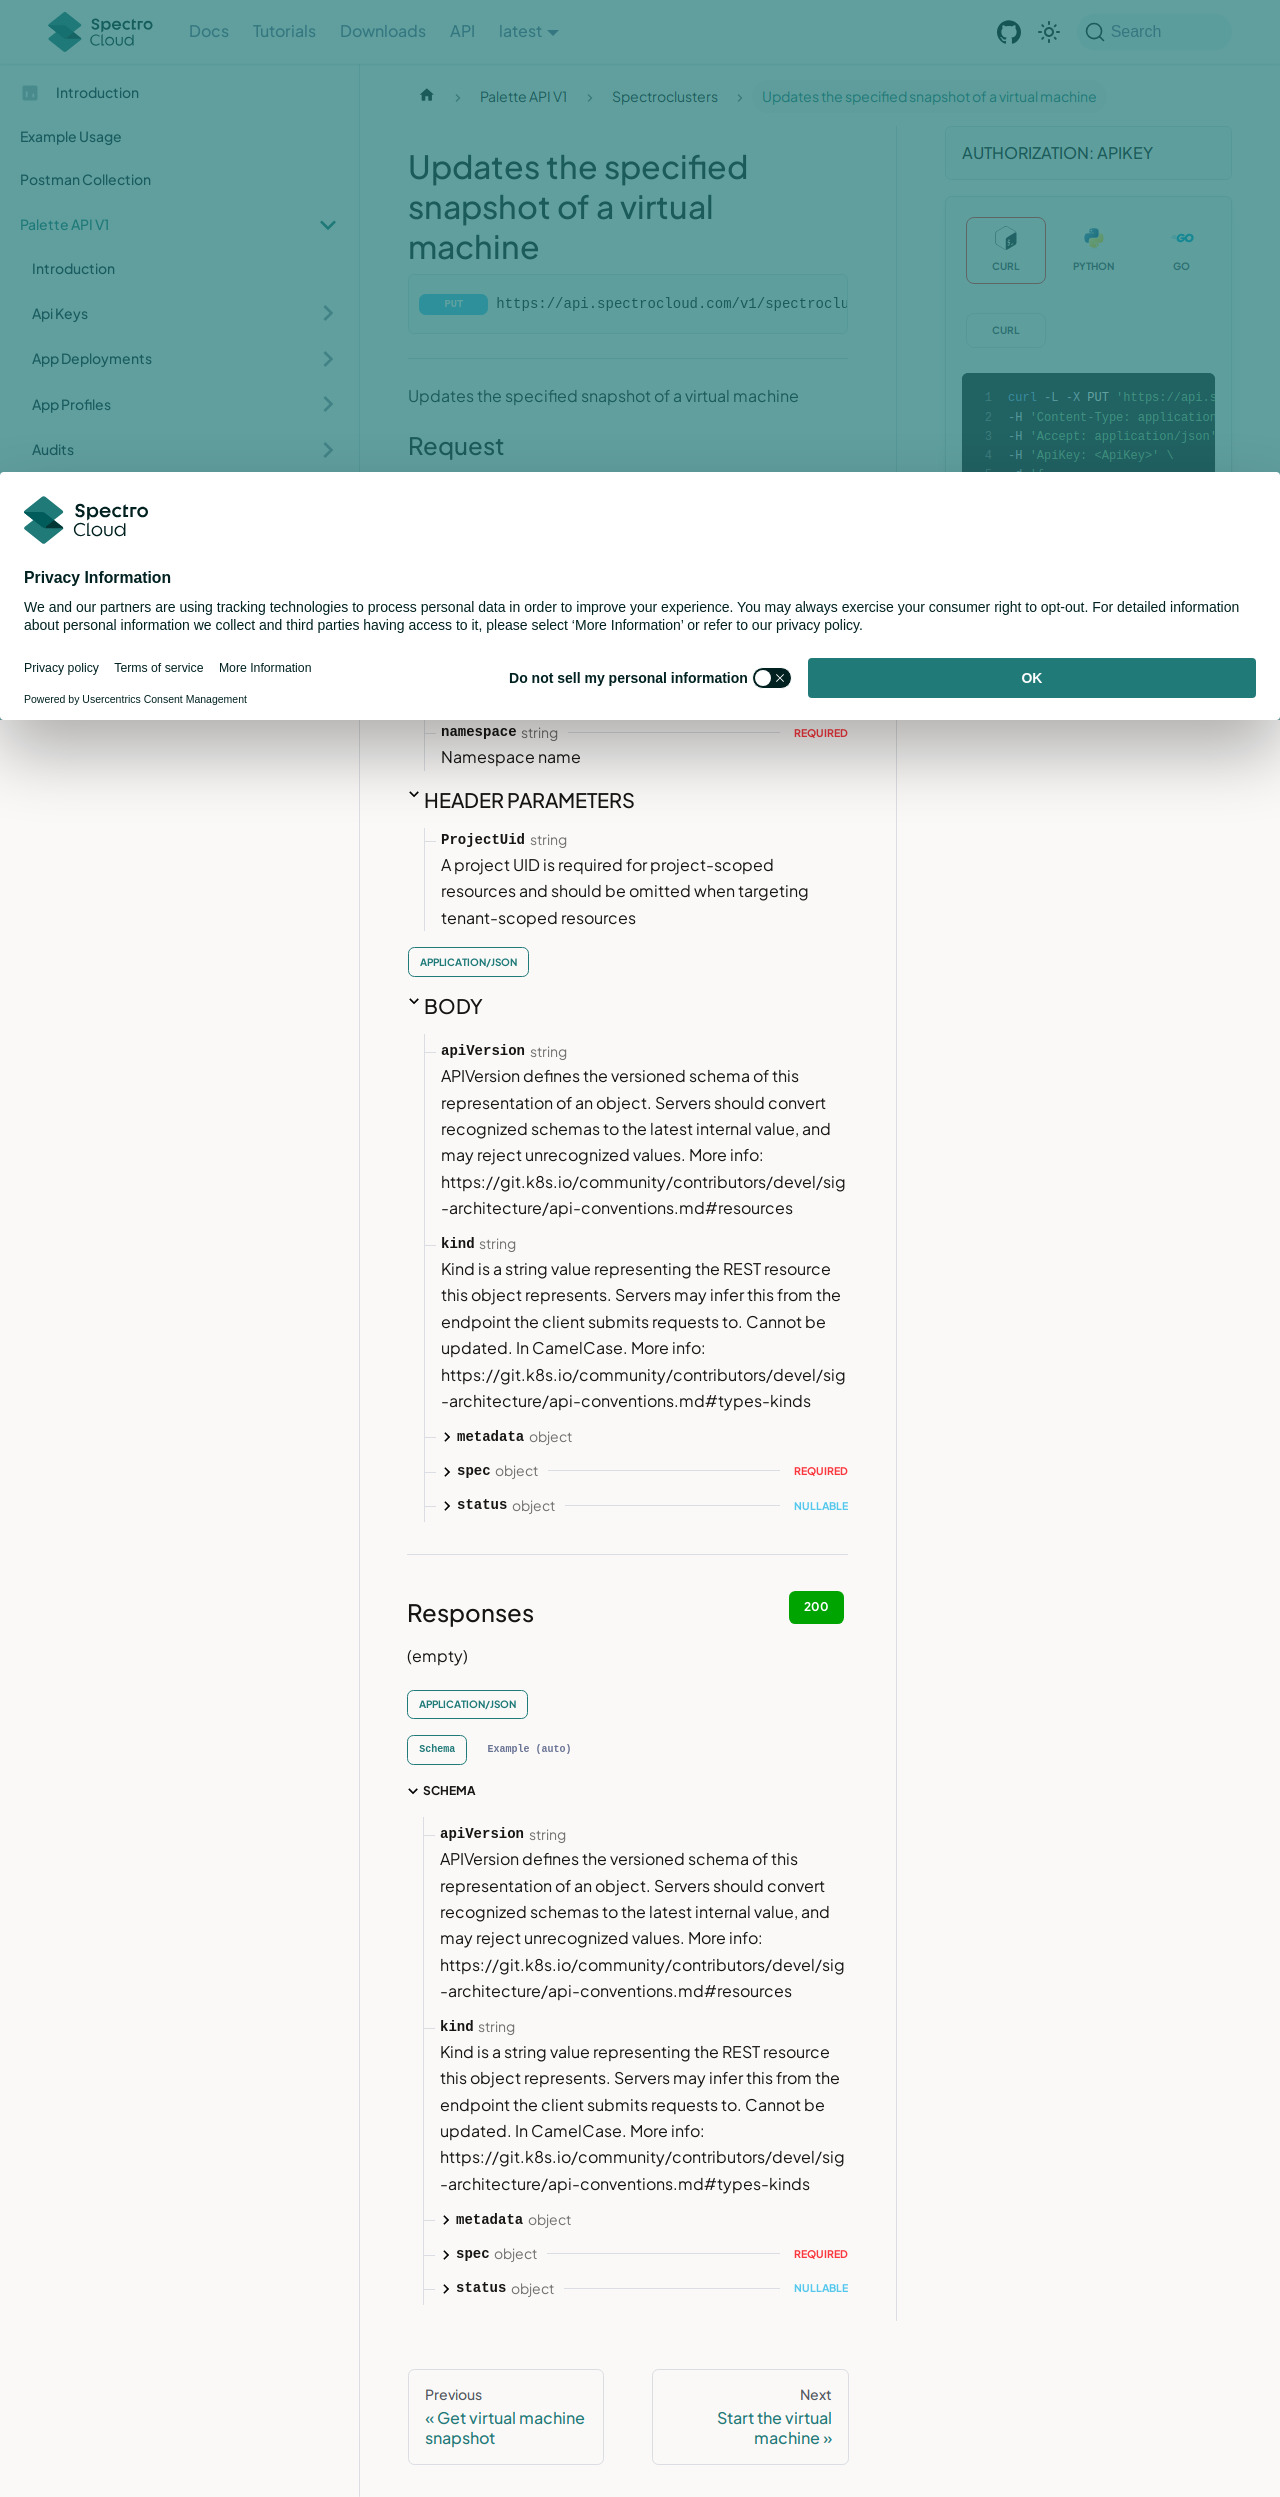 Spectro
Cloud
Docs
Tutorials
Downloads
API
latest
Search
Introduction
Example Usage
Postman Collection
Palette API V1
Introduction
Api Keys
App Deployments
App Profiles
Audits
Palette API V1
Spectroclusters
Updates the specified snapshot of a virtual machine
Updates the specified
snapshot of a virtual
machine
PUT https://api.spectrocloud.com/v1/spectroclu
Updates the specified snapshot of a virtual machine
Request
AUTHORIZATION: APIKEY
CURL
PYTHON
GO
CURL
1 curl -L -X PUT 'https://api.s
2 -H 'Content-Type: application
3 -H 'Accept: application/json'
4 -H 'ApiKey: <ApiKey>' \
Spectro
Cloud
Privacy Information
We and our partners are using tracking technologies to process personal data in order to improve your experience. You may always exercise your consumer right to opt-out. For detailed information
about personal information we collect and third parties having access to it, please select ‘More Information’ or refer to our privacy policy.
Privacy policy
Terms of service
More Information
Powered by Usercentrics Consent Management
Do not sell my personal information
OK
namespace string REQUIRED
Namespace name
HEADER PARAMETERS
ProjectUid string
A project UID is required for project-scoped
resources and should be omitted when targeting
tenant-scoped resources
APPLICATION/JSON
BODY
apiVersion string
APIVersion defines the versioned schema of this
representation of an object. Servers should convert
recognized schemas to the latest internal value, and
may reject unrecognized values. More info:
https://git.k8s.io/community/contributors/devel/sig
-architecture/api-conventions.md#resources
kind string
Kind is a string value representing the REST resource
this object represents. Servers may infer this from the
endpoint the client submits requests to. Cannot be
updated. In CamelCase. More info:
https://git.k8s.io/community/contributors/devel/sig
-architecture/api-conventions.md#types-kinds
metadata object
spec object REQUIRED
status object NULLABLE
Responses
200
(empty)
APPLICATION/JSON
Schema
Example (auto)
SCHEMA
apiVersion string
APIVersion defines the versioned schema of this
representation of an object. Servers should convert
recognized schemas to the latest internal value, and
may reject unrecognized values. More info:
https://git.k8s.io/community/contributors/devel/sig
-architecture/api-conventions.md#resources
kind string
Kind is a string value representing the REST resource
this object represents. Servers may infer this from the
endpoint the client submits requests to. Cannot be
updated. In CamelCase. More info:
https://git.k8s.io/community/contributors/devel/sig
-architecture/api-conventions.md#types-kinds
metadata object
spec object REQUIRED
status object NULLABLE
Previous
« Get virtual machine
snapshot
Next
Start the virtual
machine »